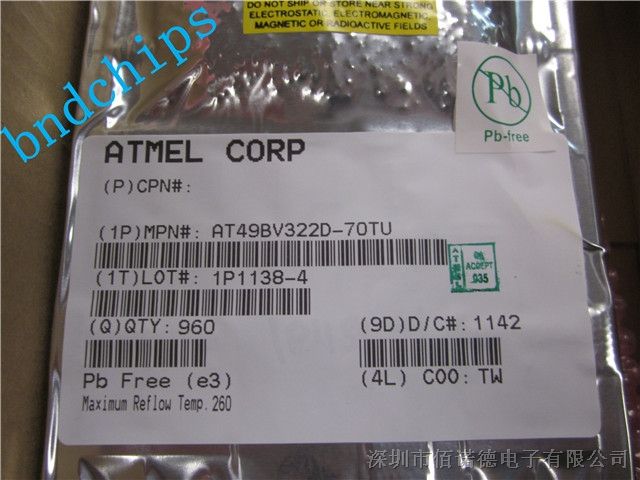 DO NOT SHIP OR STORE NEAR STRONG
ELECTROSTATIC, ELECTROMAGNETIC,
MAGNETIC OR RADIOACTIVE FIELDS
bndchips
Pb
Pb-free
ATMEL CORP
(P)CPN#:
(1P)MPN#: AT49BV322D-70TU
(1T)LOT#: 1P1138-4
QA
ACCEPT
035
(Q)QTY: 960
(9D)D/C#: 1142
Pb Free (e3)
(4L) COO: TW
Maximum Reflow Temp. 260
深圳市佰诺德电子有限公司